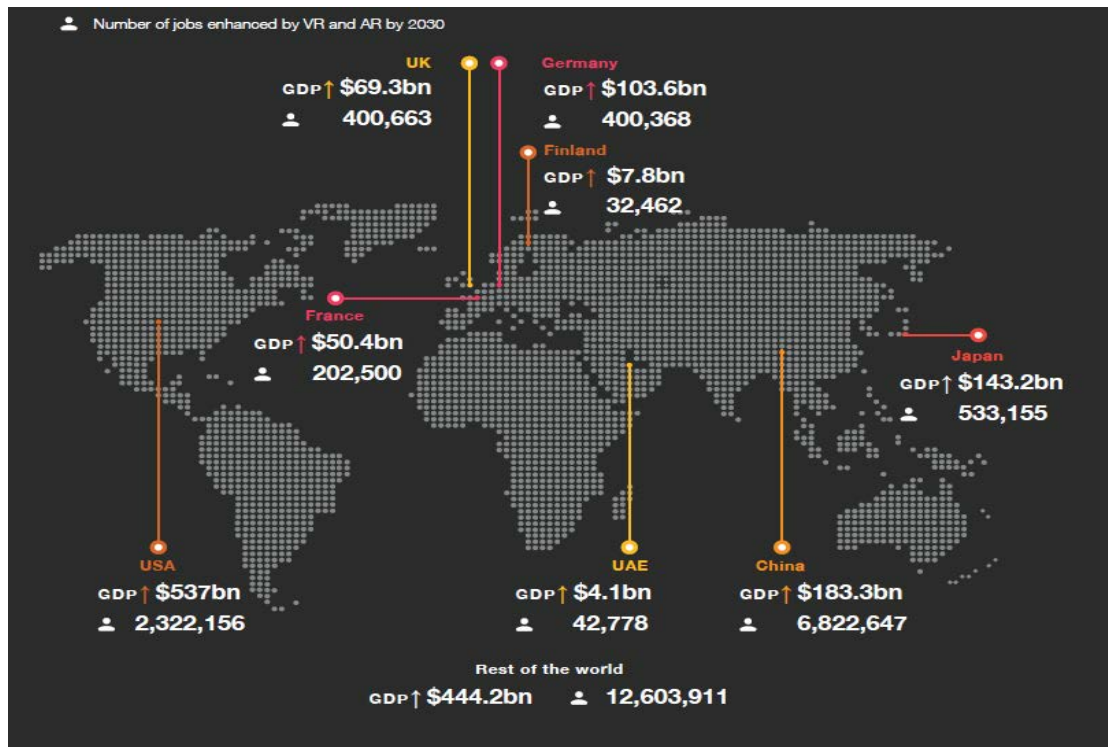 Number of jobs enhanced by VR and AR by 2030
UK
GDP↑ $69.3bn
400,663
Germany
GDP↑ $103.6bn
400,368
Finland
GDP↑ $7.8bn
32,462
France
GDP↑ $50.4bn
202,500
Japan
GDP↑ $143.2bn
533,155
USA
GDP↑ $537bn
2,322,156
UAE
GDP↑ $4.1bn
42,778
China
GDP↑ $183.3bn
6,822,647
Rest of the world
GDP↑ $444.2bn 12,603,911